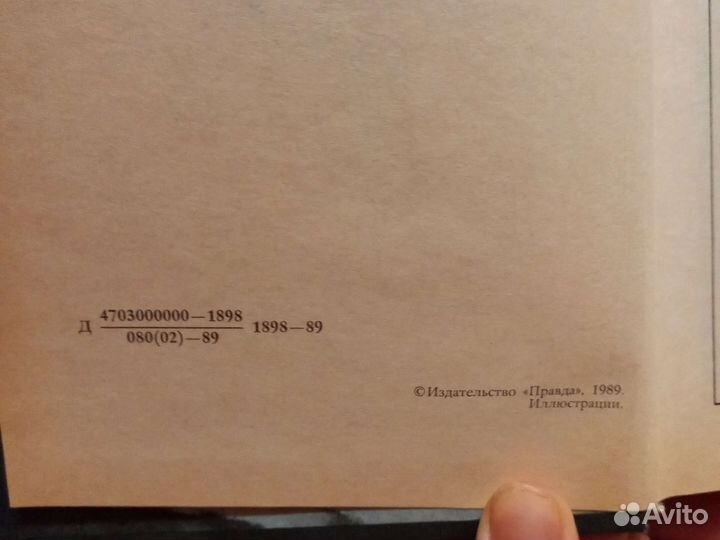 Д 4703000000—1898 1898—89
080(02)—89
© Издательство «Правда», 1989.
Иллюстрации.
Avito